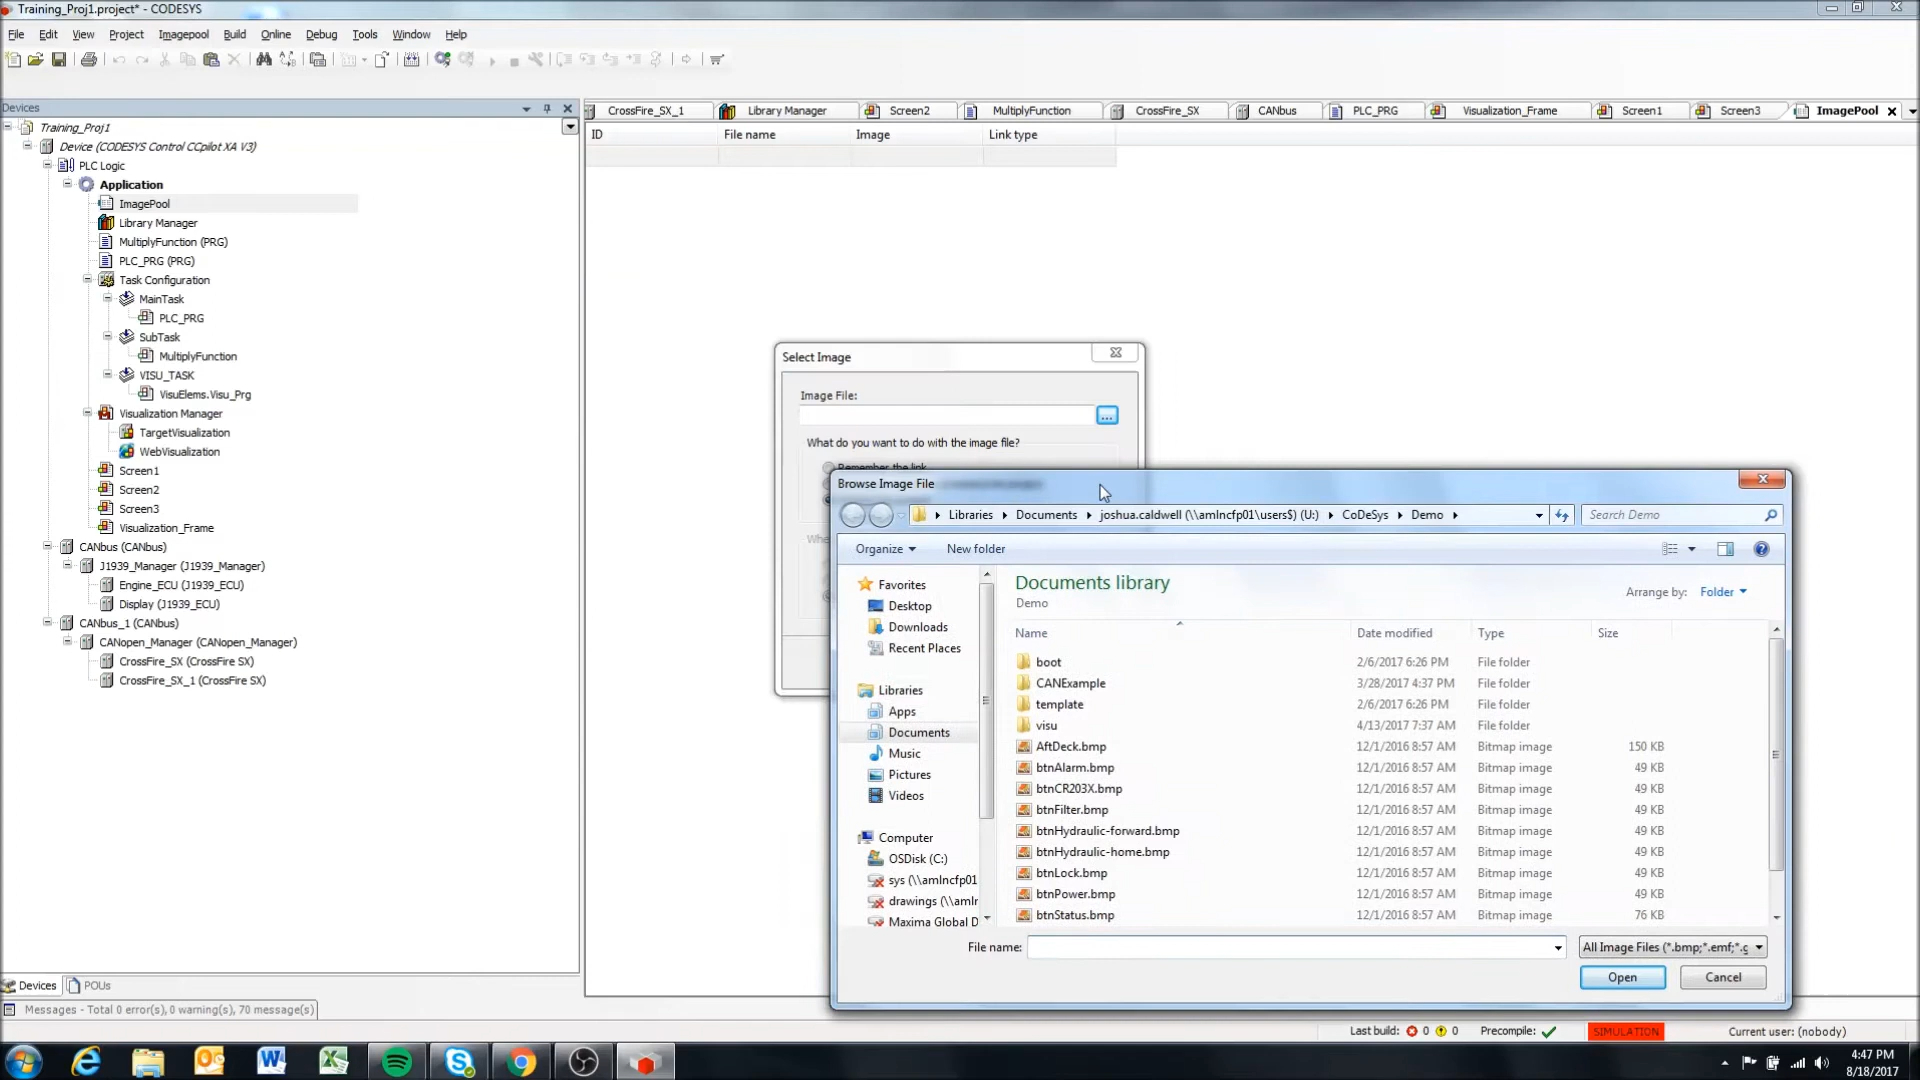 Training_Proj1.project* - CODESYS
File Edit View Project Imagepool Build Online Debug Tools Window Help
Devices
CrossFire_SX_1 Library Manager Screen2 MultiplyFunction CrossFire_SX CANbus PLC_PRG Visualization_Frame Screen1 Screen3 ImagePool
ID File name Image Link type
Training_Proj1
Device (CODESYS Control CCpilot XA V3)
PLC Logic
Application
ImagePool
Library Manager
MultiplyFunction (PRG)
PLC_PRG (PRG)
Task Configuration
MainTask
PLC_PRG
SubTask
MultiplyFunction
VISU_TASK
VisuElems.Visu_Prg
Visualization Manager
TargetVisualization
WebVisualization
Screen1
Screen2
Screen3
Visualization_Frame
CANbus (CANbus)
J1939_Manager (J1939_Manager)
Engine_ECU (J1939_ECU)
Display (J1939_ECU)
CANbus_1 (CANbus)
CANopen_Manager (CANopen_Manager)
CrossFire_SX (CrossFire SX)
CrossFire_SX_1 (CrossFire SX)
Select Image
Image File:
...
What do you want to do with the image file?
Remember the link
Browse Image File
Libraries Documents joshua.caldwell (\\amlncfp01\users$) (U:) CoDeSys Demo
Search Demo
Organize New folder
Favorites
Desktop
Downloads
Recent Places
Libraries
Apps
Documents
Music
Pictures
Videos
Computer
OSDisk (C:)
sys (\\amlncfp01
drawings (\\amlr
Maxima Global D
Documents library
Demo
Arrange by: Folder
Name Date modified Type Size
boot 2/6/2017 6:26 PM File folder
CANExample 3/28/2017 4:37 PM File folder
template 2/6/2017 6:26 PM File folder
visu 4/13/2017 7:37 AM File folder
AftDeck.bmp 12/1/2016 8:57 AM Bitmap image 150 KB
btnAlarm.bmp 12/1/2016 8:57 AM Bitmap image 49 KB
btnCR203X.bmp 12/1/2016 8:57 AM Bitmap image 49 KB
btnFilter.bmp 12/1/2016 8:57 AM Bitmap image 49 KB
btnHydraulic-forward.bmp 12/1/2016 8:57 AM Bitmap image 49 KB
btnHydraulic-home.bmp 12/1/2016 8:57 AM Bitmap image 49 KB
btnLock.bmp 12/1/2016 8:57 AM Bitmap image 49 KB
btnPower.bmp 12/1/2016 8:57 AM Bitmap image 49 KB
btnStatus.bmp 12/1/2016 8:57 AM Bitmap image 76 KB
File name:
All Image Files (*.bmp;*.emf;*.g
Open Cancel
Devices POUs
Messages - Total 0 error(s), 0 warning(s), 70 message(s)
Last build: 0 0 Precompile: SIMULATION Current user: (nobody)
4:47 PM
8/18/2017